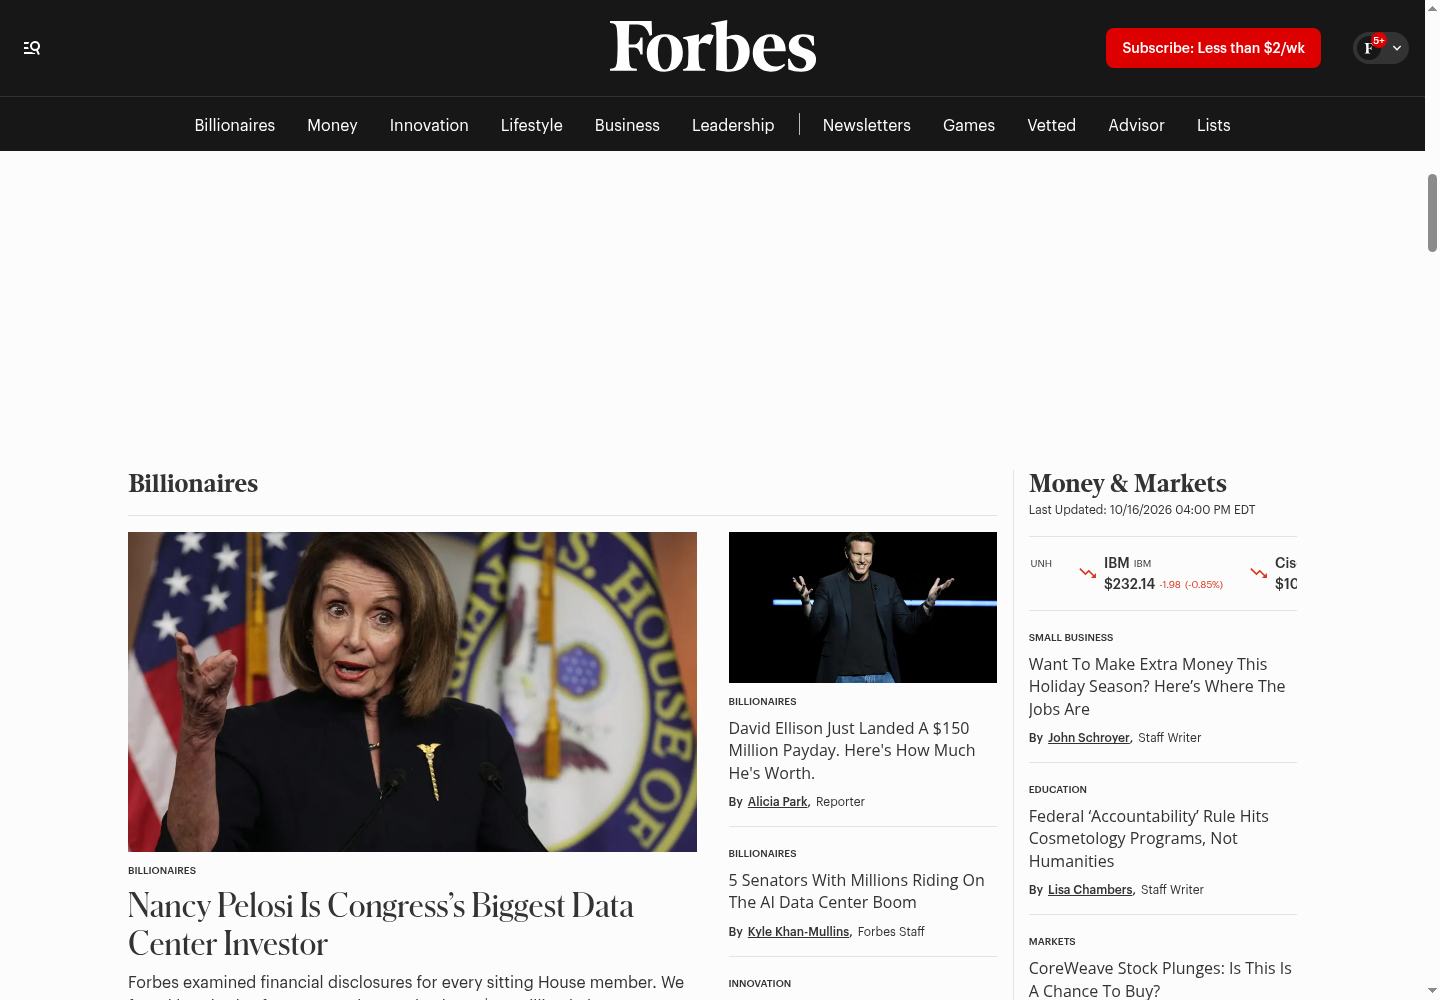 Forbes
Subscribe: Less than $2/wk
F
5+
Billionaires
Money
Innovation
Lifestyle
Business
Leadership
Newsletters
Games
Vetted
Advisor
Lists
Billionaires
S. HOUSE OF
BILLIONAIRES
Nancy Pelosi Is Congress’s Biggest Data
Center Investor
Forbes examined financial disclosures for every sitting House member. We
BILLIONAIRES
David Ellison Just Landed A $150
Million Payday. Here's How Much
He's Worth.
By Alicia Park, Reporter
BILLIONAIRES
5 Senators With Millions Riding On
The AI Data Center Boom
By Kyle Khan-Mullins, Forbes Staff
INNOVATION
Money & Markets
Last Updated: 10/16/2026 04:00 PM EDT
UNH
IBM IBM
$232.14 -1.98 (-0.85%)
Cis
$10
SMALL BUSINESS
Want To Make Extra Money This
Holiday Season? Here’s Where The
Jobs Are
By John Schroyer, Staff Writer
EDUCATION
Federal ‘Accountability’ Rule Hits
Cosmetology Programs, Not
Humanities
By Lisa Chambers, Staff Writer
MARKETS
CoreWeave Stock Plunges: Is This Is
A Chance To Buy?